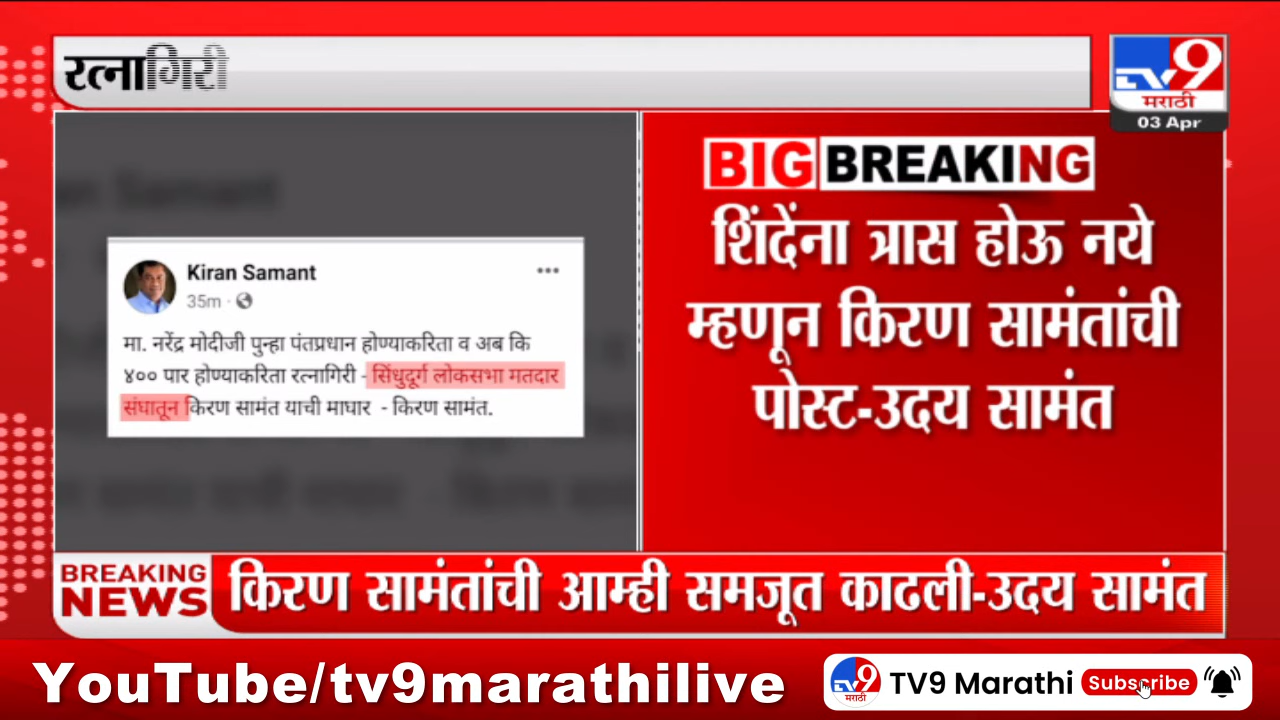 रत्नागिरी
TV9
मराठी
03 Apr
BIG BREAKING
शिंदेंना त्रास होऊ नये
म्हणून किरण सामंतांची
पोस्ट-उदय सामंत
Kiran Samant
35m
मा. नरेंद्र मोदीजी पुन्हा पंतप्रधान होण्याकरिता व अब कि
४०० पार होण्याकरिता रत्नागिरी - सिंधुदूर्ग लोकसभा मतदार
संघातून किरण सामंत याची माघार - किरण सामंत.
BREAKING
NEWS
किरण सामंतांची आम्ही समजूत काढली-उदय सामंत
YouTube/tv9marathilive
TV9
मराठी
TV9 Marathi
Subscribe